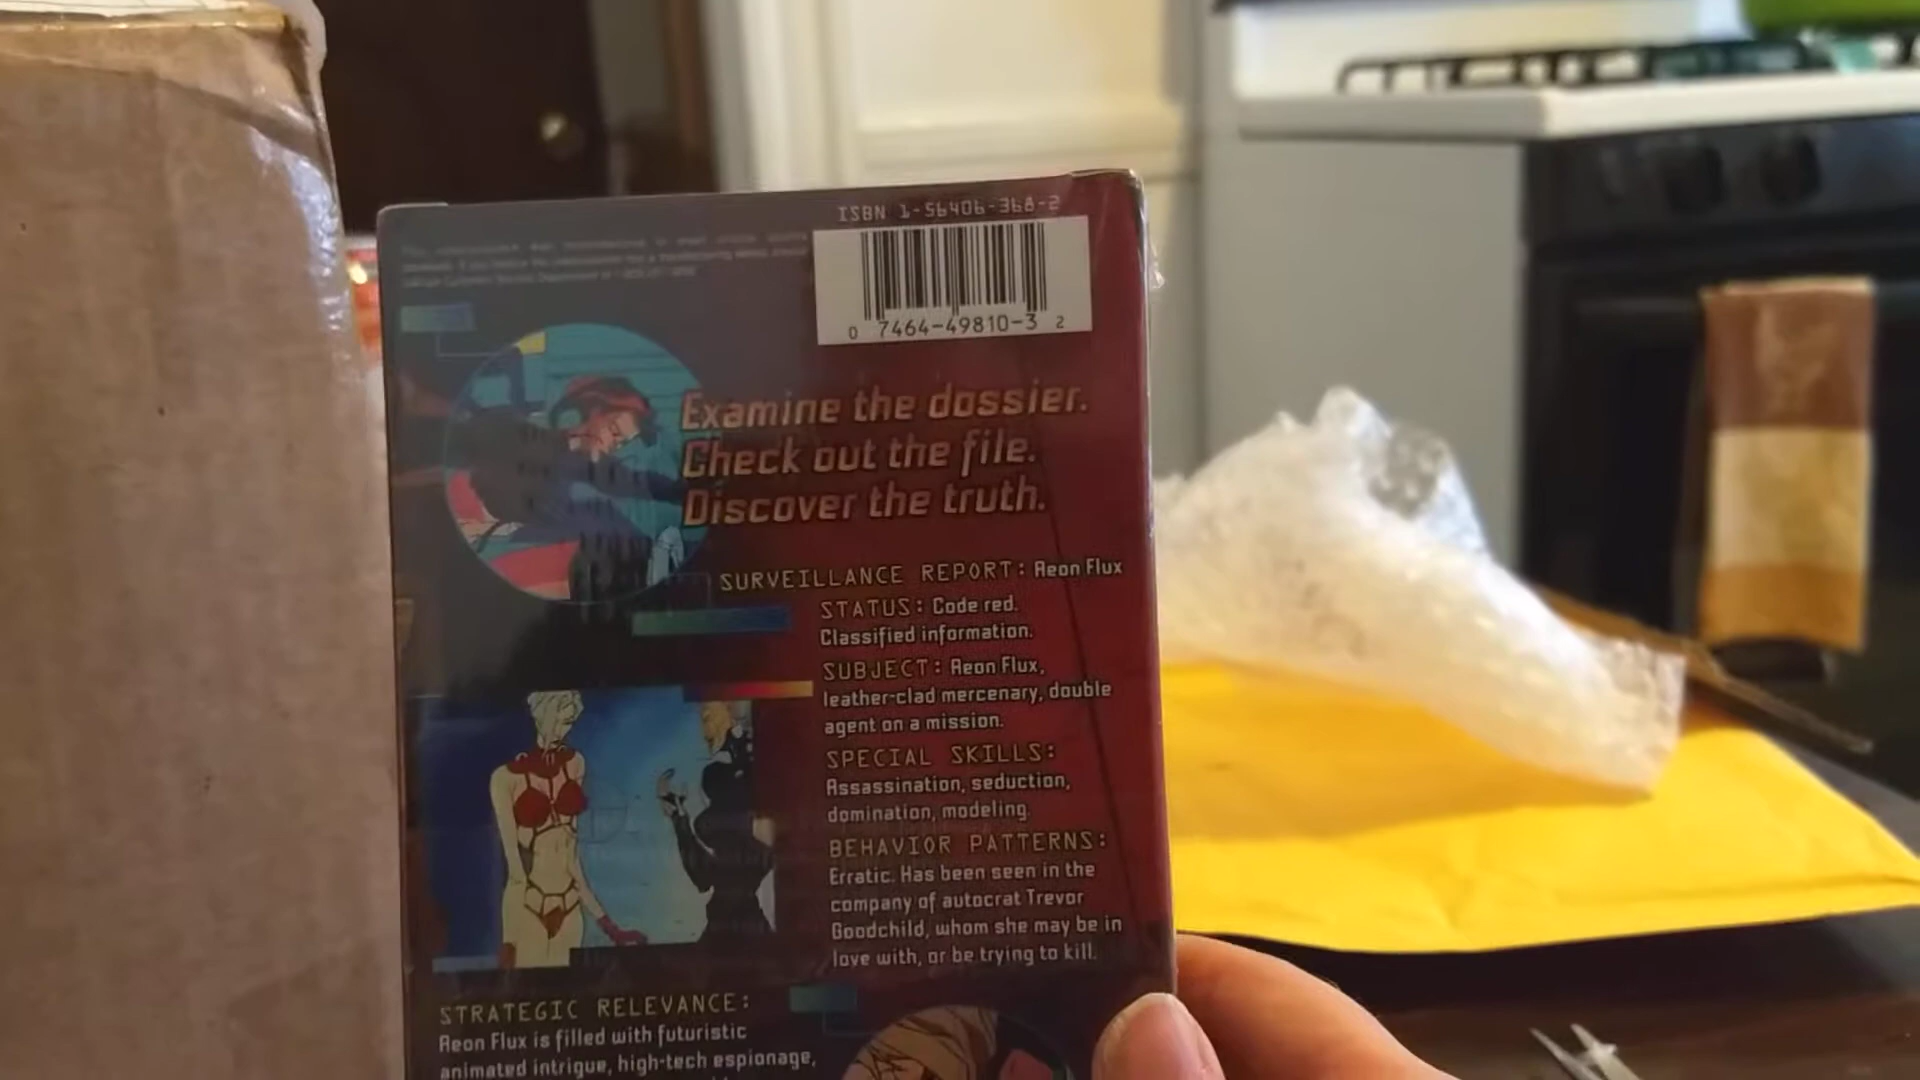 ISBN 1-56406-368-2
0 7464-49810-3 2
Examine the dossier.
Check out the file.
Discover the truth.
SURVEILLANCE REPORT: Aeon Flux
STATUS: Code red.
Classified information.
SUBJECT: Aeon Flux,
leather-clad mercenary, double
agent on a mission.
SPECIAL SKILLS:
Assassination, seduction,
domination, modeling.
BEHAVIOR PATTERNS:
Erratic. Has been seen in the
company of autocrat Trevor
Goodchild, whom she may be in
love with, or be trying to kill.
STRATEGIC RELEVANCE:
Aeon Flux is filled with futuristic
animated intrigue, high-tech espionage,